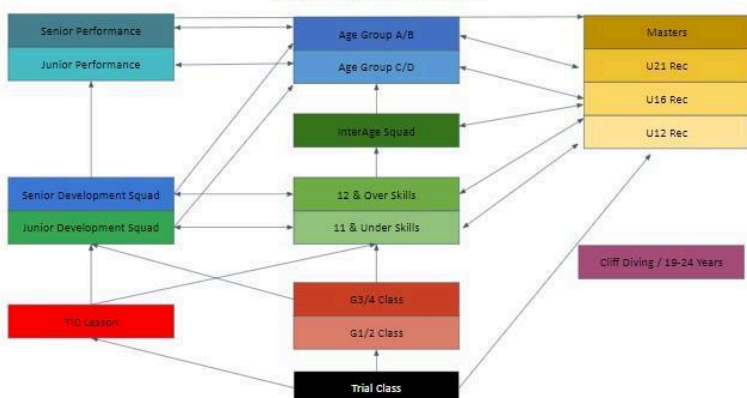 Senior Performance
Junior Performance
Age Group A/B
Age Group C/D
Masters
U21 Rec
U16 Rec
U12 Rec
InterAge Squad
Senior Development Squad
Junior Development Squad
12 & Over Skills
11 & Under Skills
Cliff Diving / 19-24 Years
Lesson
G3/4 Class
G1/2 Class
Trial Class